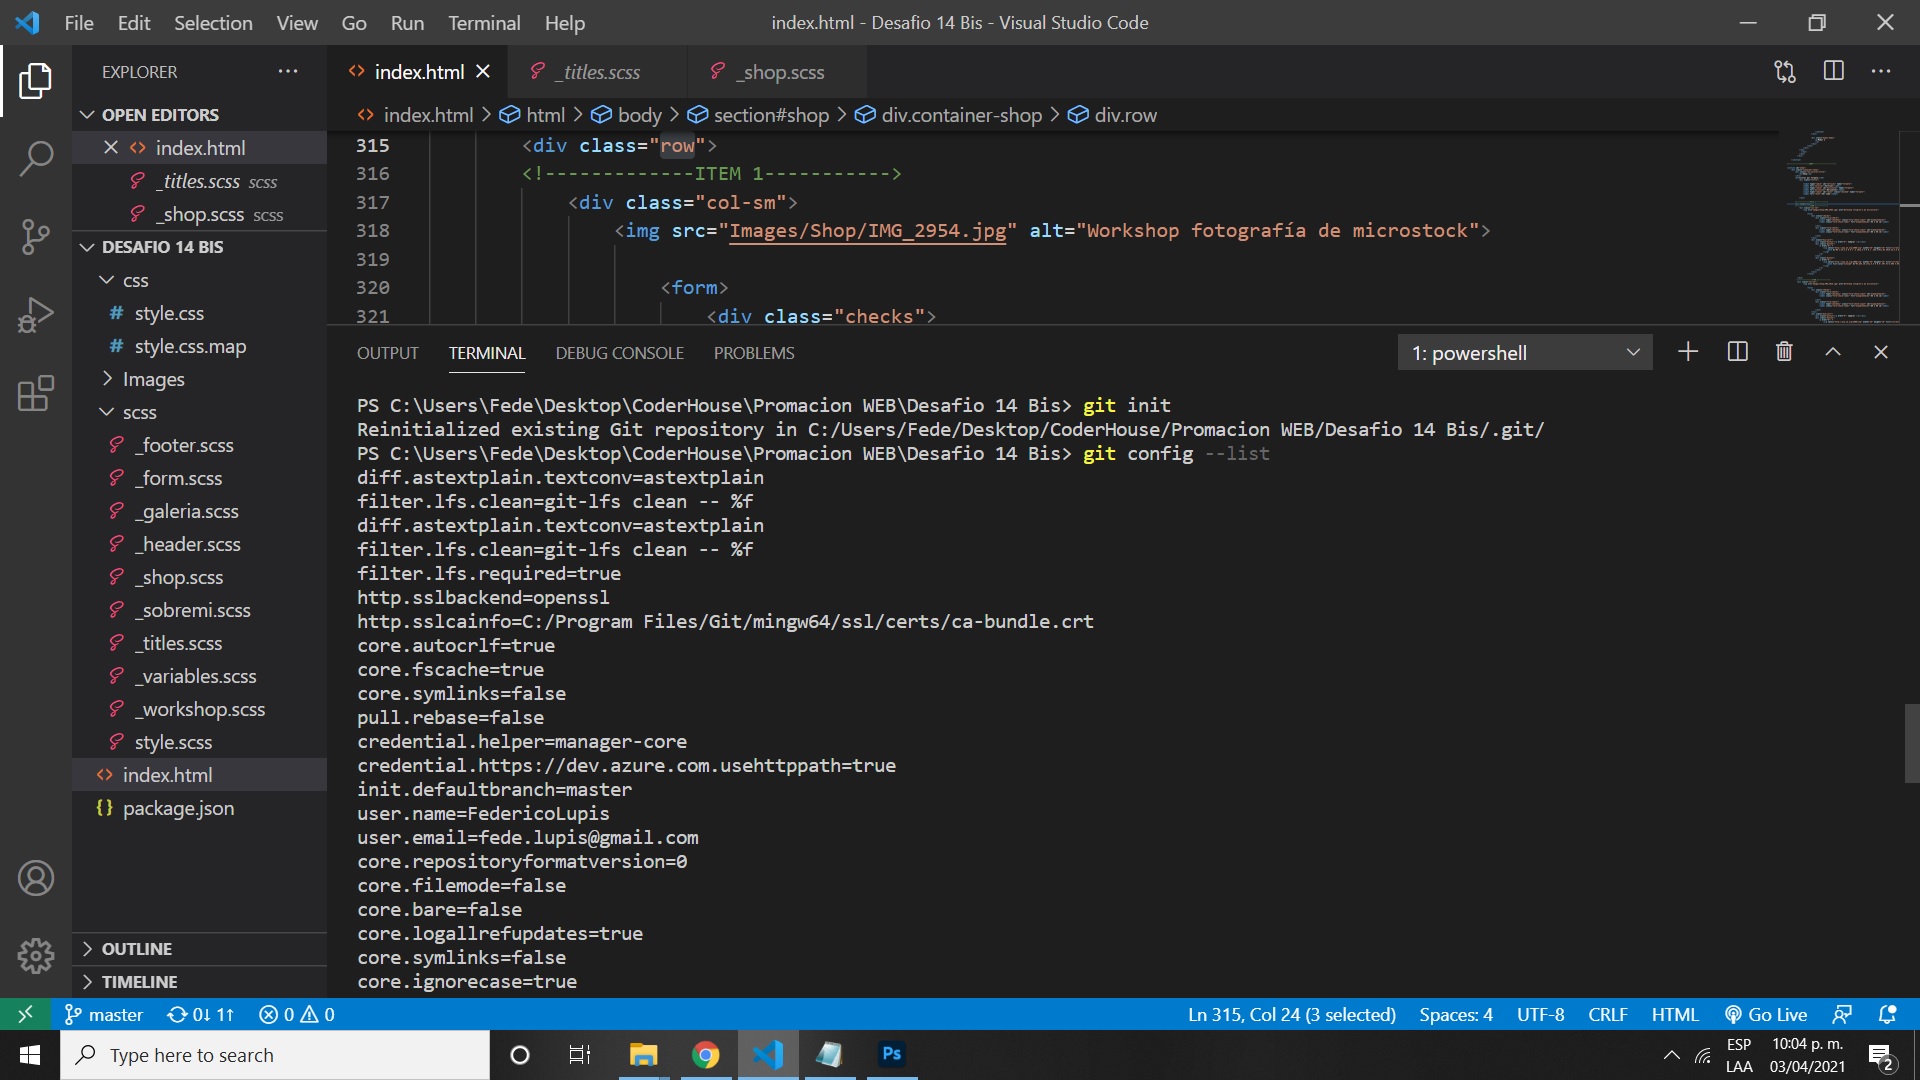 File Edit Selection View Go Run Terminal Help
index.html - Desafio 14 Bis - Visual Studio Code
EXPLORER
OPEN EDITORS
index.html
_titles.scss scss
_shop.scss scss
DESAFIO 14 BIS
css
style.css
style.css.map
Images
scss
_footer.scss
_form.scss
_galeria.scss
_header.scss
_shop.scss
_sobremi.scss
_titles.scss
_variables.scss
_workshop.scss
style.scss
index.html
package.json
OUTLINE
TIMELINE
index.html
_titles.scss
_shop.scss
index.html > html > body > section#shop > div.container-shop > div.row
315 <div class="row">
316 <!-------------ITEM 1----------->
317 <div class="col-sm">
318 <img src="Images/Shop/IMG_2954.jpg" alt="Workshop fotografía de microstock">
319
320 <form>
321 <div class="checks">
OUTPUT TERMINAL DEBUG CONSOLE PROBLEMS
1: powershell
PS C:\Users\Fede\Desktop\CoderHouse\Promacion WEB\Desafio 14 Bis> git init
Reinitialized existing Git repository in C:/Users/Fede/Desktop/CoderHouse/Promacion WEB/Desafio 14 Bis/.git/
PS C:\Users\Fede\Desktop\CoderHouse\Promacion WEB\Desafio 14 Bis> git config --list
diff.astextplain.textconv=astextplain
filter.lfs.clean=git-lfs clean -- %f
diff.astextplain.textconv=astextplain
filter.lfs.clean=git-lfs clean -- %f
filter.lfs.required=true
http.sslbackend=openssl
http.sslcainfo=C:/Program Files/Git/mingw64/ssl/certs/ca-bundle.crt
core.autocrlf=true
core.fscache=true
core.symlinks=false
pull.rebase=false
credential.helper=manager-core
credential.https://dev.azure.com.usehttppath=true
init.defaultbranch=master
user.name=FedericoLupis
user.email=fede.lupis@gmail.com
core.repositoryformatversion=0
core.filemode=false
core.bare=false
core.logallrefupdates=true
core.symlinks=false
core.ignorecase=true
master 0↓ 1↑ 0 0
Ln 315, Col 24 (3 selected) Spaces: 4 UTF-8 CRLF HTML Go Live
Type here to search
Ps
ESP
LAA
10:04 p. m.
03/04/2021
2